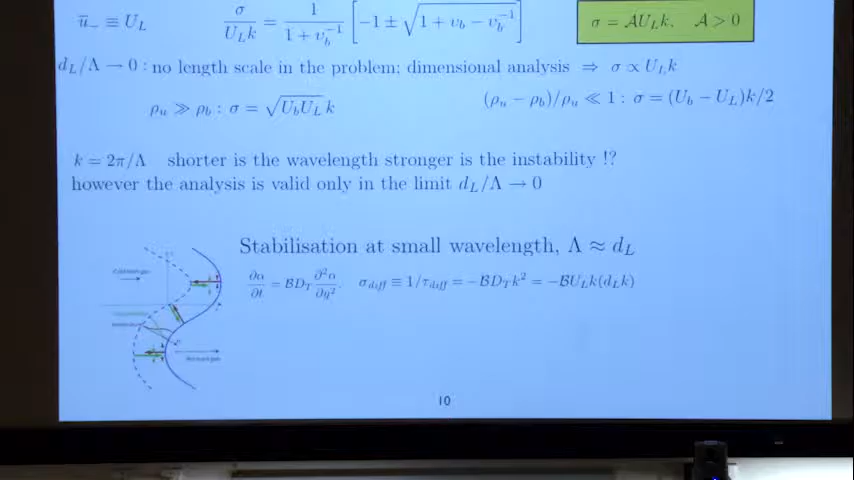 ū₋ ≡ U_L    σ/(U_L k) = 1/(1 + υ_b⁻¹) [−1 ± √(1 + υ_b − υ_b⁻¹)]    σ = 𝒜U_L k, 𝒜 > 0
d_L/Λ → 0 : no length scale in the problem; dimensional analysis ⇒ σ ∝ U_L k
ρ_u ≫ ρ_b : σ = √(U_b U_L) k    (ρ_u − ρ_b)/ρ_u ≪ 1 : σ = (U_b − U_L)k/2
k = 2π/Λ shorter is the wavelength stronger is the instability !?
however the analysis is valid only in the limit d_L/Λ → 0
Stabilisation at small wavelength, Λ ≈ d_L
∂α/∂t = ℬD_T ∂²α/∂y², σ_diff ≡ 1/τ_diff = −ℬD_T k² = −ℬU_L k(d_L k)
10